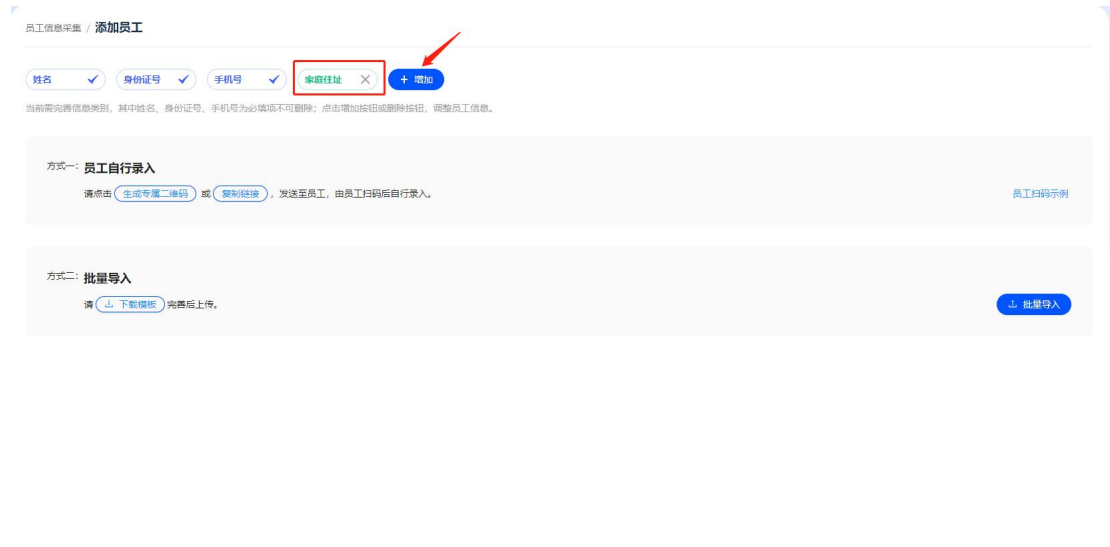 员工信息采集 / 添加员工
姓名 身份证号 手机号 家庭住址 + 增加
当前需完善信息类别，其中姓名、身份证号、手机号为必填项不可删除；点击增加按钮或删除按钮，调整员工信息。
方式一：员工自行录入
请点击 生成专属二维码 或 复制链接 ，发送至员工，由员工扫码后自行录入。 员工扫码示例
方式二：批量导入
请 下载模板 完善后上传。 批量导入